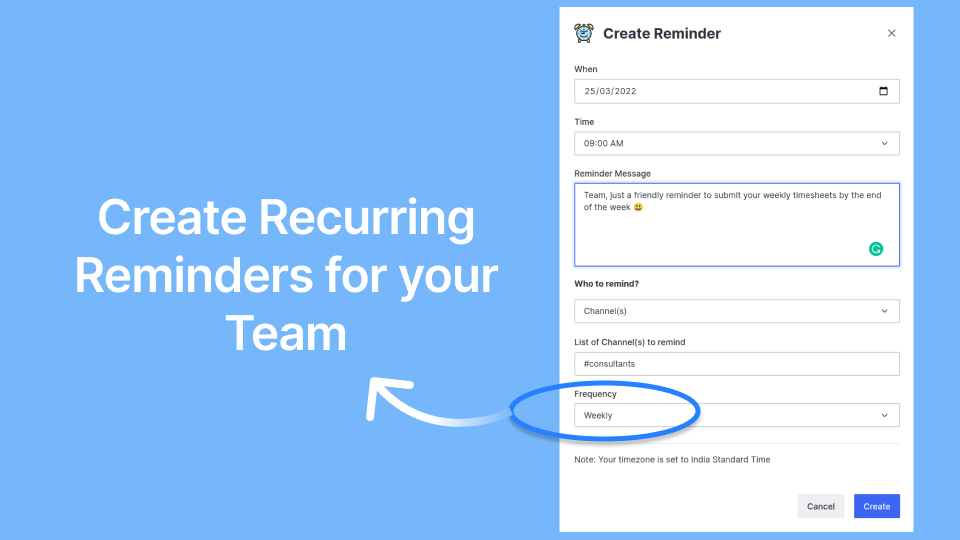 Create Recurring
Reminders for your
Team
Create Reminder
When
25/03/2022
Time
09:00 AM
Reminder Message
Team, just a friendly reminder to submit your weekly timesheets by the end
of the week 😃
Who to remind?
Channel(s)
List of Channel(s) to remind
#consultants
Frequency
Weekly
Note: Your timezone is set to India Standard Time
Cancel
Create